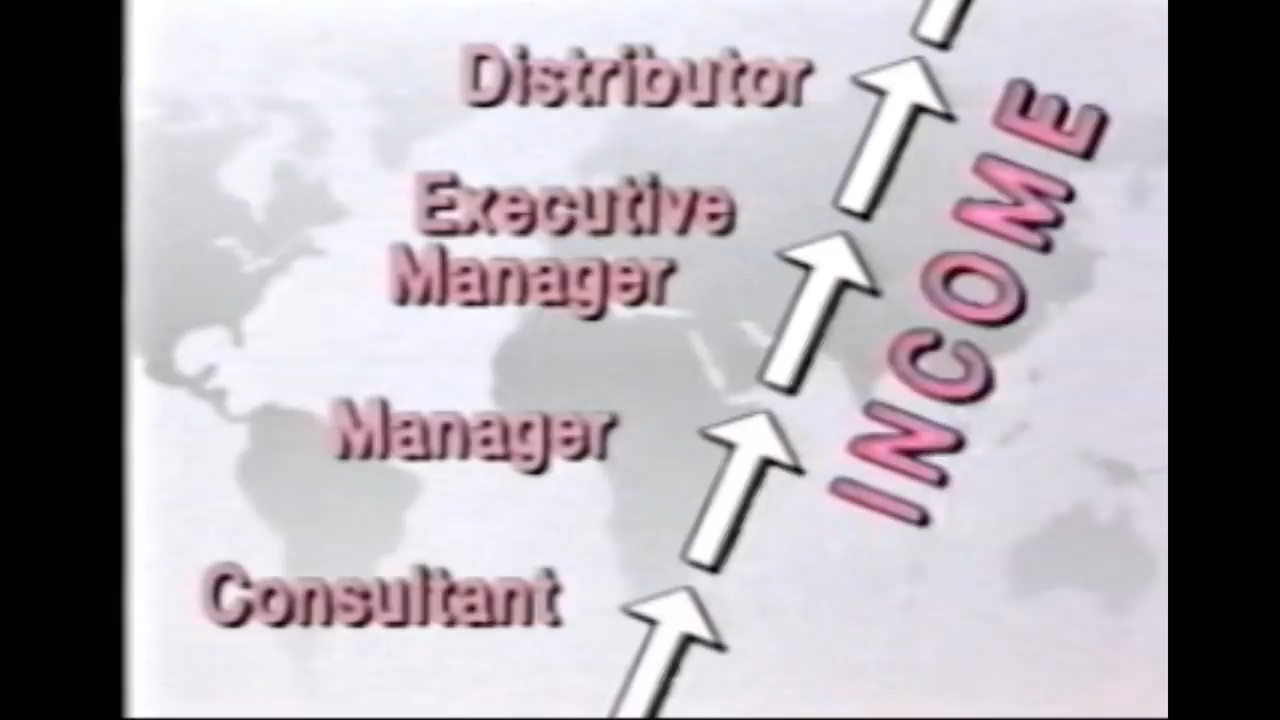 Distributor
Executive
Manager
Manager
Consultant
INCOME